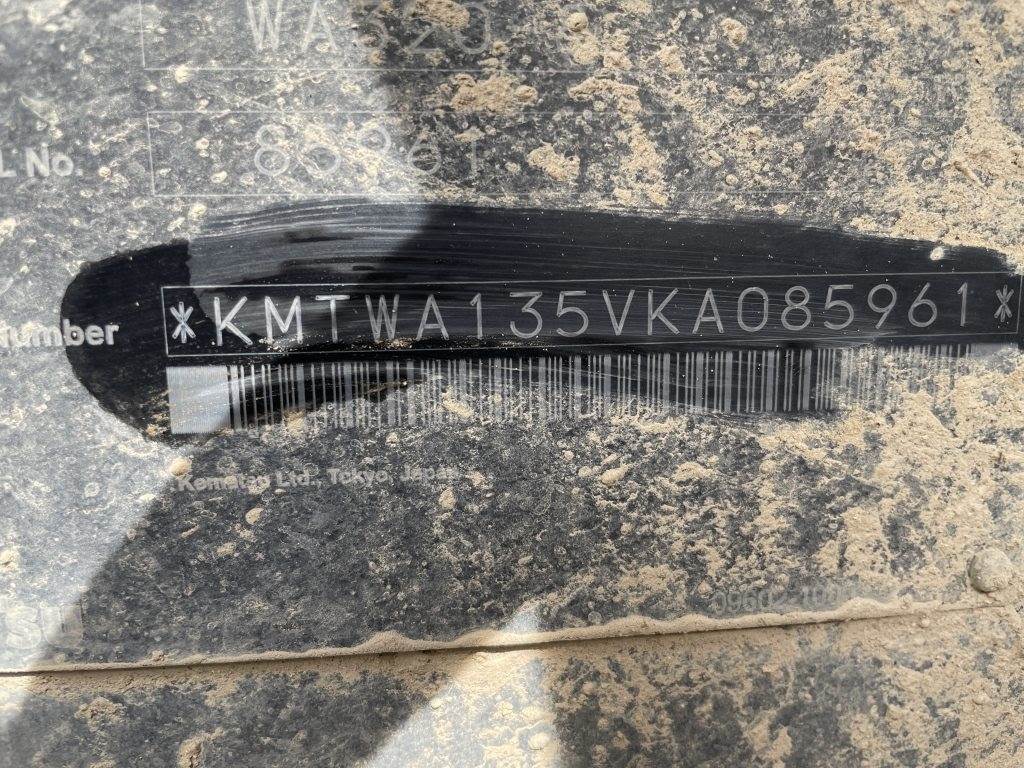 WA320
L No. 85961
Number *KMTWA135VKA085961*
Komatsu Ltd., Tokyo, Japan